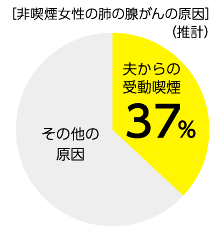 ［非喫煙女性の肺の腺がんの原因］
（推計）
夫からの
受動喫煙
37%
その他の
原因